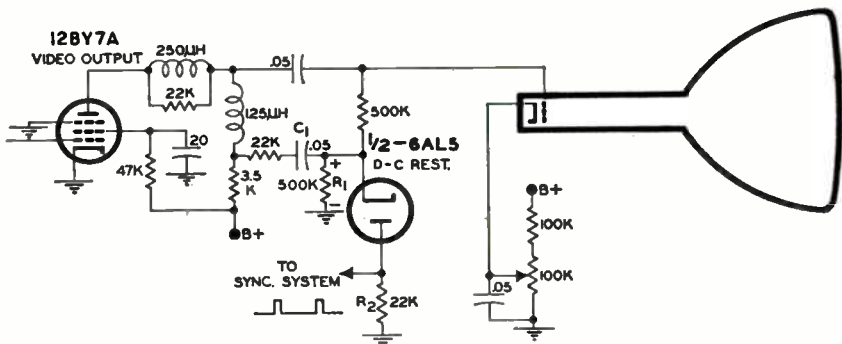 12BY7A
VIDEO OUTPUT
250µH
22K
.05
125µH
22K
C1
.05
500K
1/2-6AL5
D-C REST.
47K
20
3.5
K
500K
R1
+
-
B+
B+
100K
100K
TO
SYNC. SYSTEM
R2
22K
.05